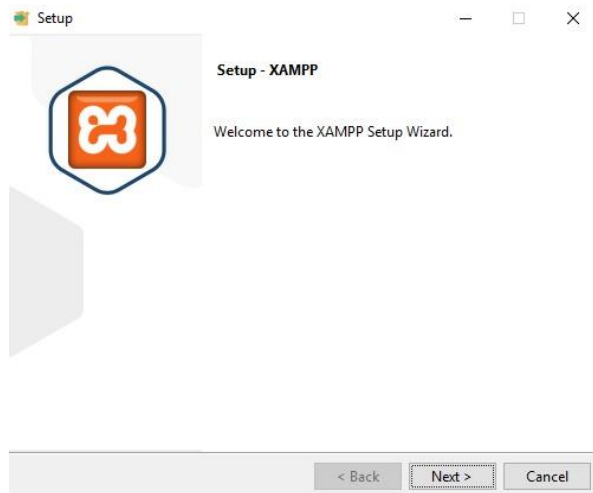 Setup
Setup - XAMPP
Welcome to the XAMPP Setup Wizard.
< Back
Next >
Cancel